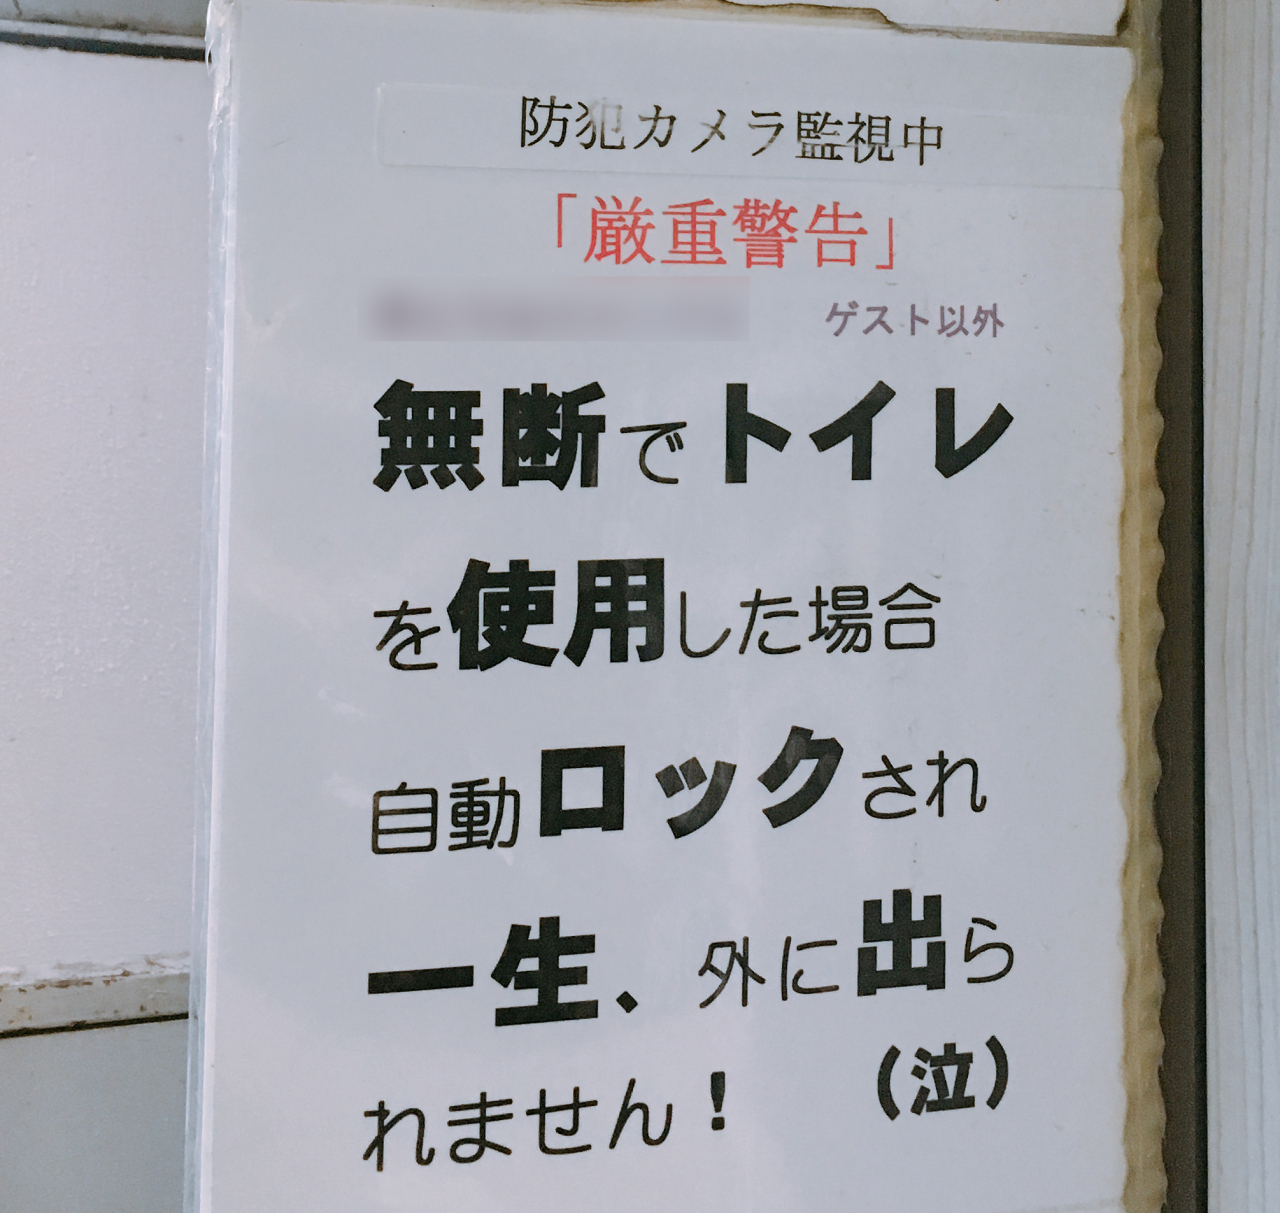 防犯カメラ監視中
「厳重警告」
ゲスト以外
無断でトイレ
を使用した場合
自動ロックされ
一生、外に出ら
れません！　（泣）